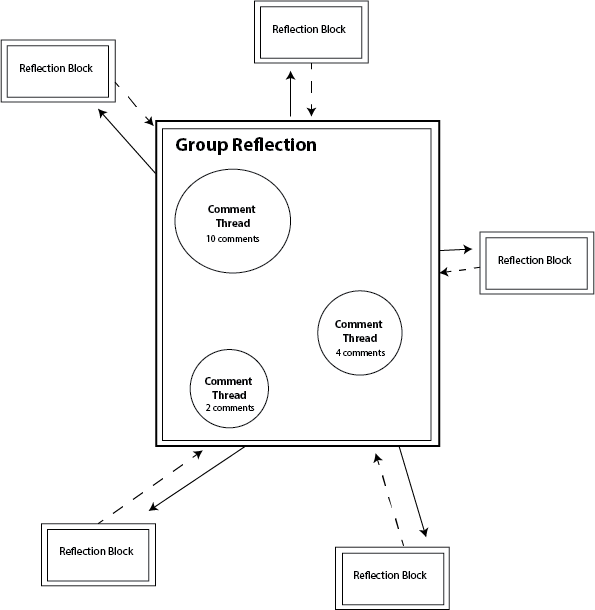 Reflection Block
Reflection Block
Group Reflection
Comment
Thread
10 comments
Reflection Block
Comment
Thread
4 comments
Comment
Thread
2 comments
Reflection Block
Reflection Block